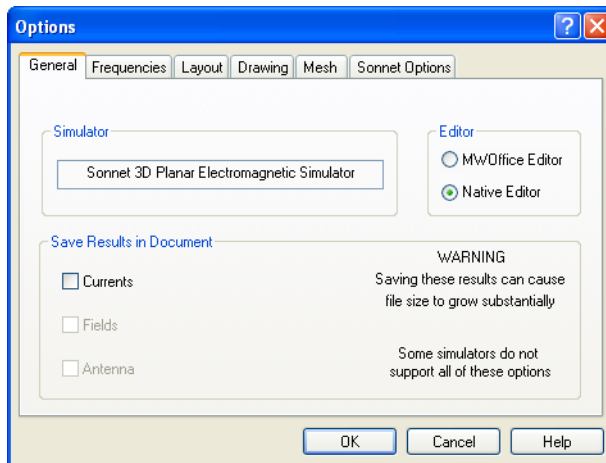 Options
General Frequencies Layout Drawing Mesh Sonnet Options
Simulator
Sonnet 3D Planar Electromagnetic Simulator
Editor
MWOffice Editor
Native Editor
Save Results in Document
Currents
Fields
Antenna
WARNING
Saving these results can cause
file size to grow substantially
Some simulators do not
support all of these options
OK Cancel Help